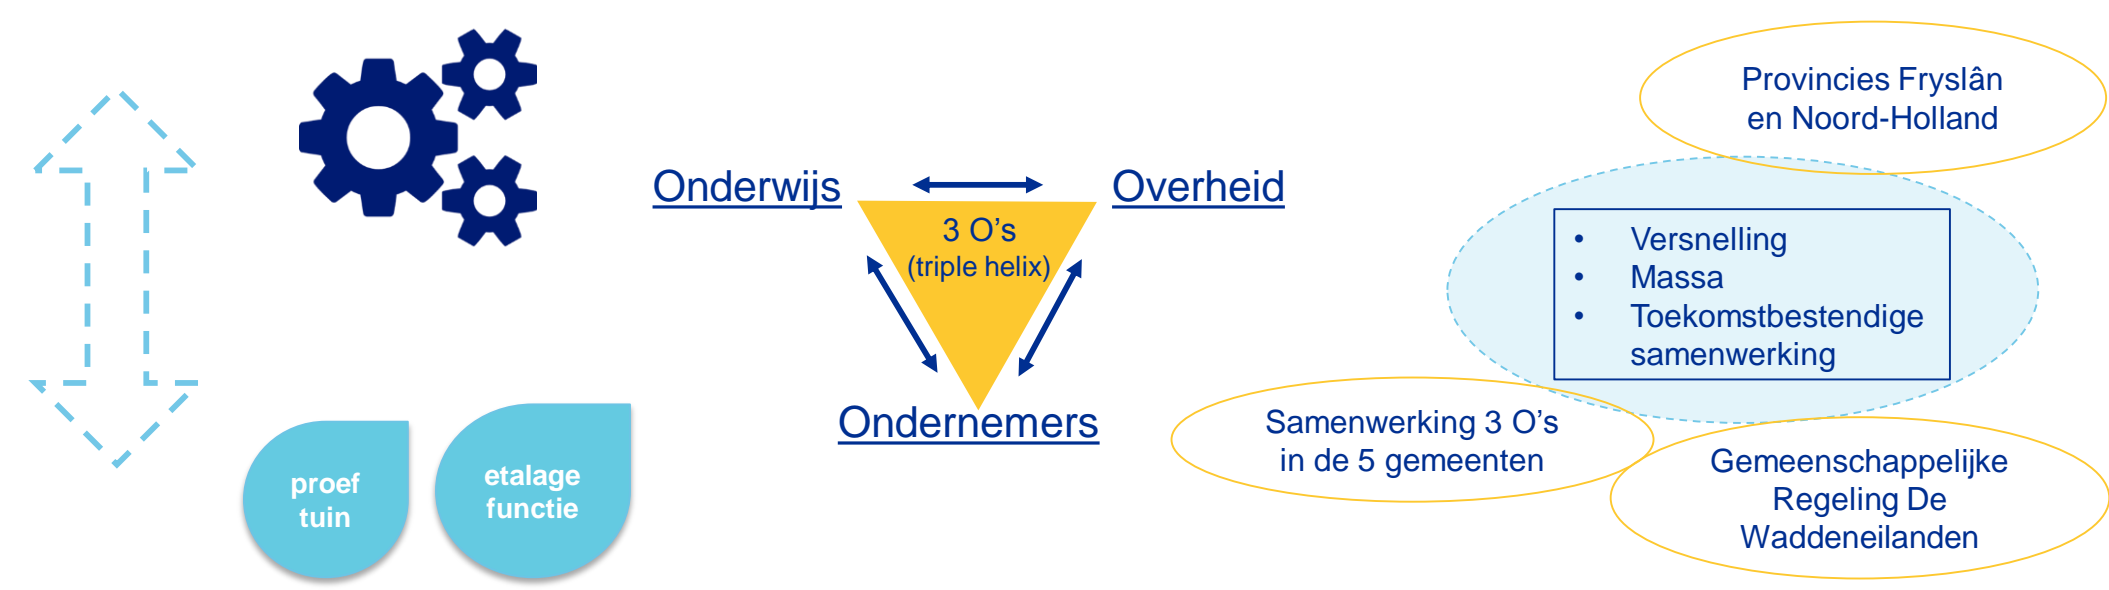 proef
tuin
etalage
functie
Onderwijs
Overheid
3 O’s
(triple helix)
Ondernemers
Provincies Fryslân
en Noord-Holland
• Versnelling
• Massa
• Toekomstbestendige
samenwerking
Samenwerking 3 O’s
in de 5 gemeenten
Gemeenschappelijke
Regeling De
Waddeneilanden